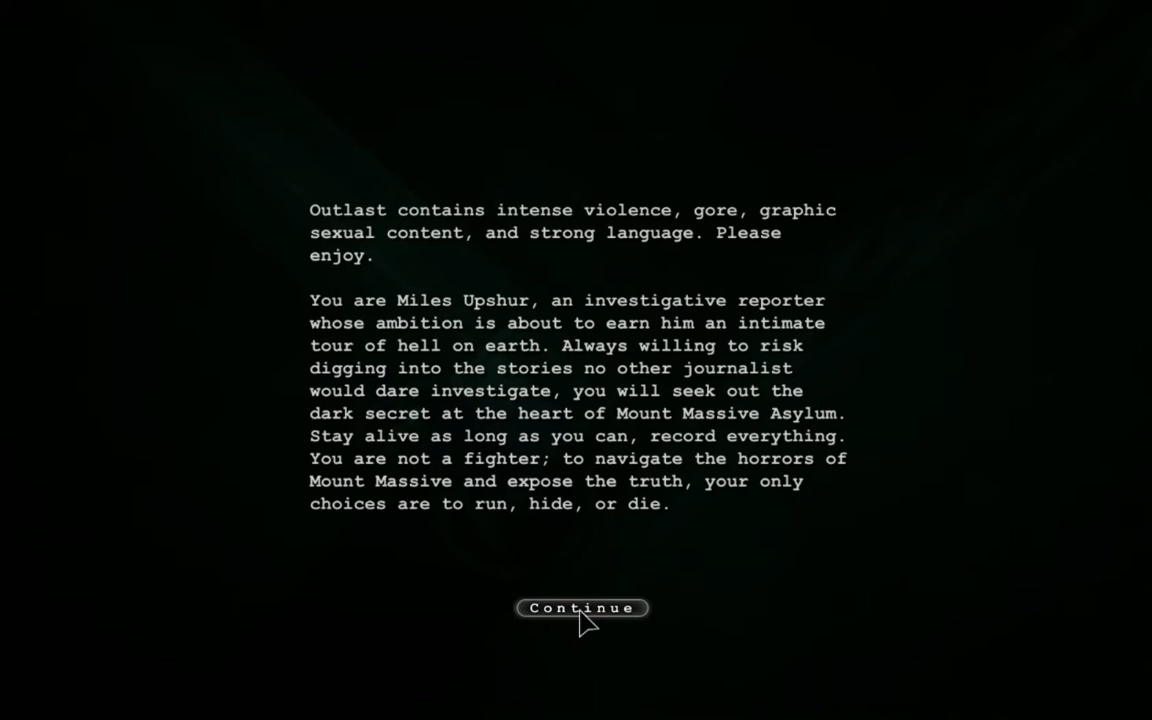 Outlast contains intense violence, gore, graphic
sexual content, and strong language. Please
enjoy.
You are Miles Upshur, an investigative reporter
whose ambition is about to earn him an intimate
tour of hell on earth. Always willing to risk
digging into the stories no other journalist
would dare investigate, you will seek out the
dark secret at the heart of Mount Massive Asylum.
Stay alive as long as you can, record everything.
You are not a fighter; to navigate the horrors of
Mount Massive and expose the truth, your only
choices are to run, hide, or die.
Continue